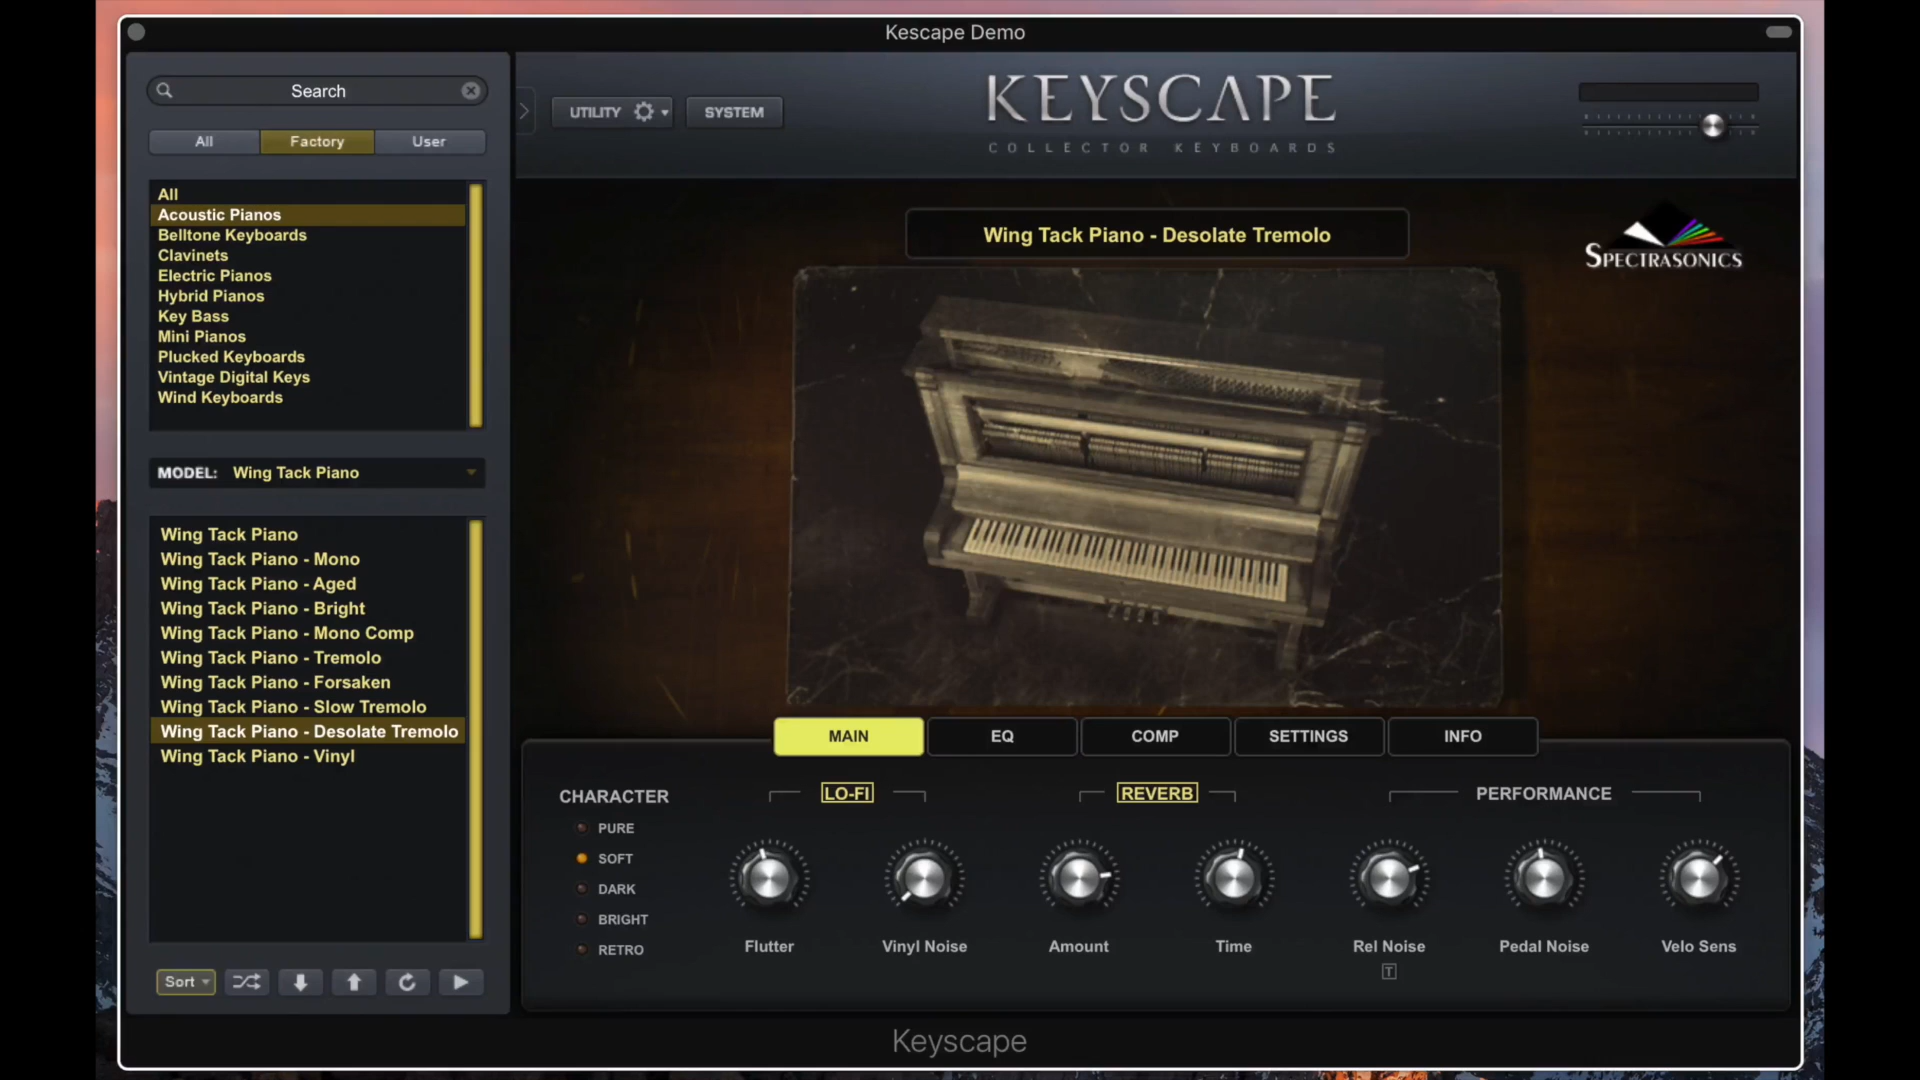 Kescape Demo
Search
All Factory User
All
Acoustic Pianos
Belltone Keyboards
Clavinets
Electric Pianos
Hybrid Pianos
Key Bass
Mini Pianos
Plucked Keyboards
Vintage Digital Keys
Wind Keyboards
MODEL: Wing Tack Piano
Wing Tack Piano
Wing Tack Piano - Mono
Wing Tack Piano - Aged
Wing Tack Piano - Bright
Wing Tack Piano - Mono Comp
Wing Tack Piano - Tremolo
Wing Tack Piano - Forsaken
Wing Tack Piano - Slow Tremolo
Wing Tack Piano - Desolate Tremolo
Wing Tack Piano - Vinyl
Sort
UTILITY SYSTEM
KEYSCAPE
COLLECTOR KEYBOARDS
Wing Tack Piano - Desolate Tremolo
SPECTRASONICS
MAIN EQ COMP SETTINGS INFO
CHARACTER
PURE
SOFT
DARK
BRIGHT
RETRO
LO-FI REVERB PERFORMANCE
Flutter Vinyl Noise Amount Time Rel Noise Pedal Noise Velo Sens
T
Keyscape